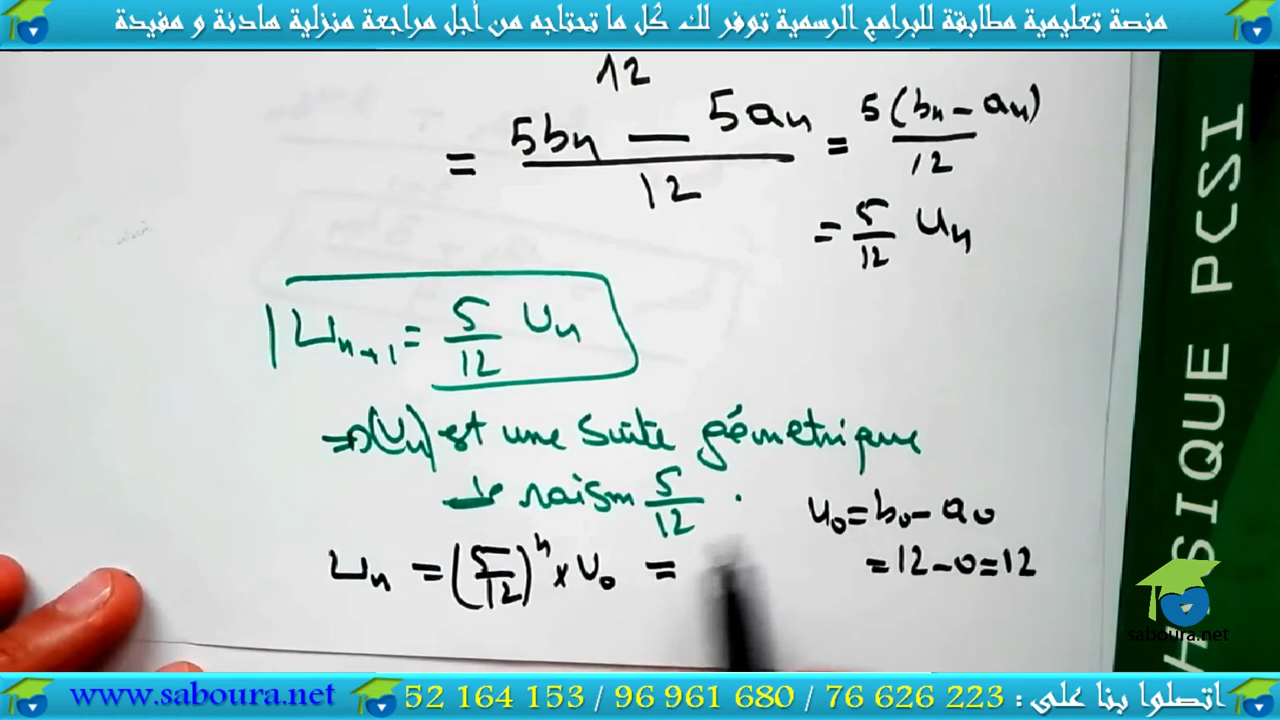 منصة تعليمية مطابقة للبرامج الرسمية توفر لك كل ما تحتاجه من أجل مراجعة منزلية هادئة و مفيدة
12
= (5bn — 5an)/12 = 5(bn - an)/12
= 5/12 Un
Un+1 = 5/12 Un
=> (Un) est une suite géometrique
de raison 5/12 .
U0 = b0 - a0
= 12 - 0 = 12
Un = (5/12)^n × U0 =
SIQUE PCSI
saboura.net
www.saboura.net
52 164 153 / 96 961 680 / 76 626 223 : اتصلوا بنا على